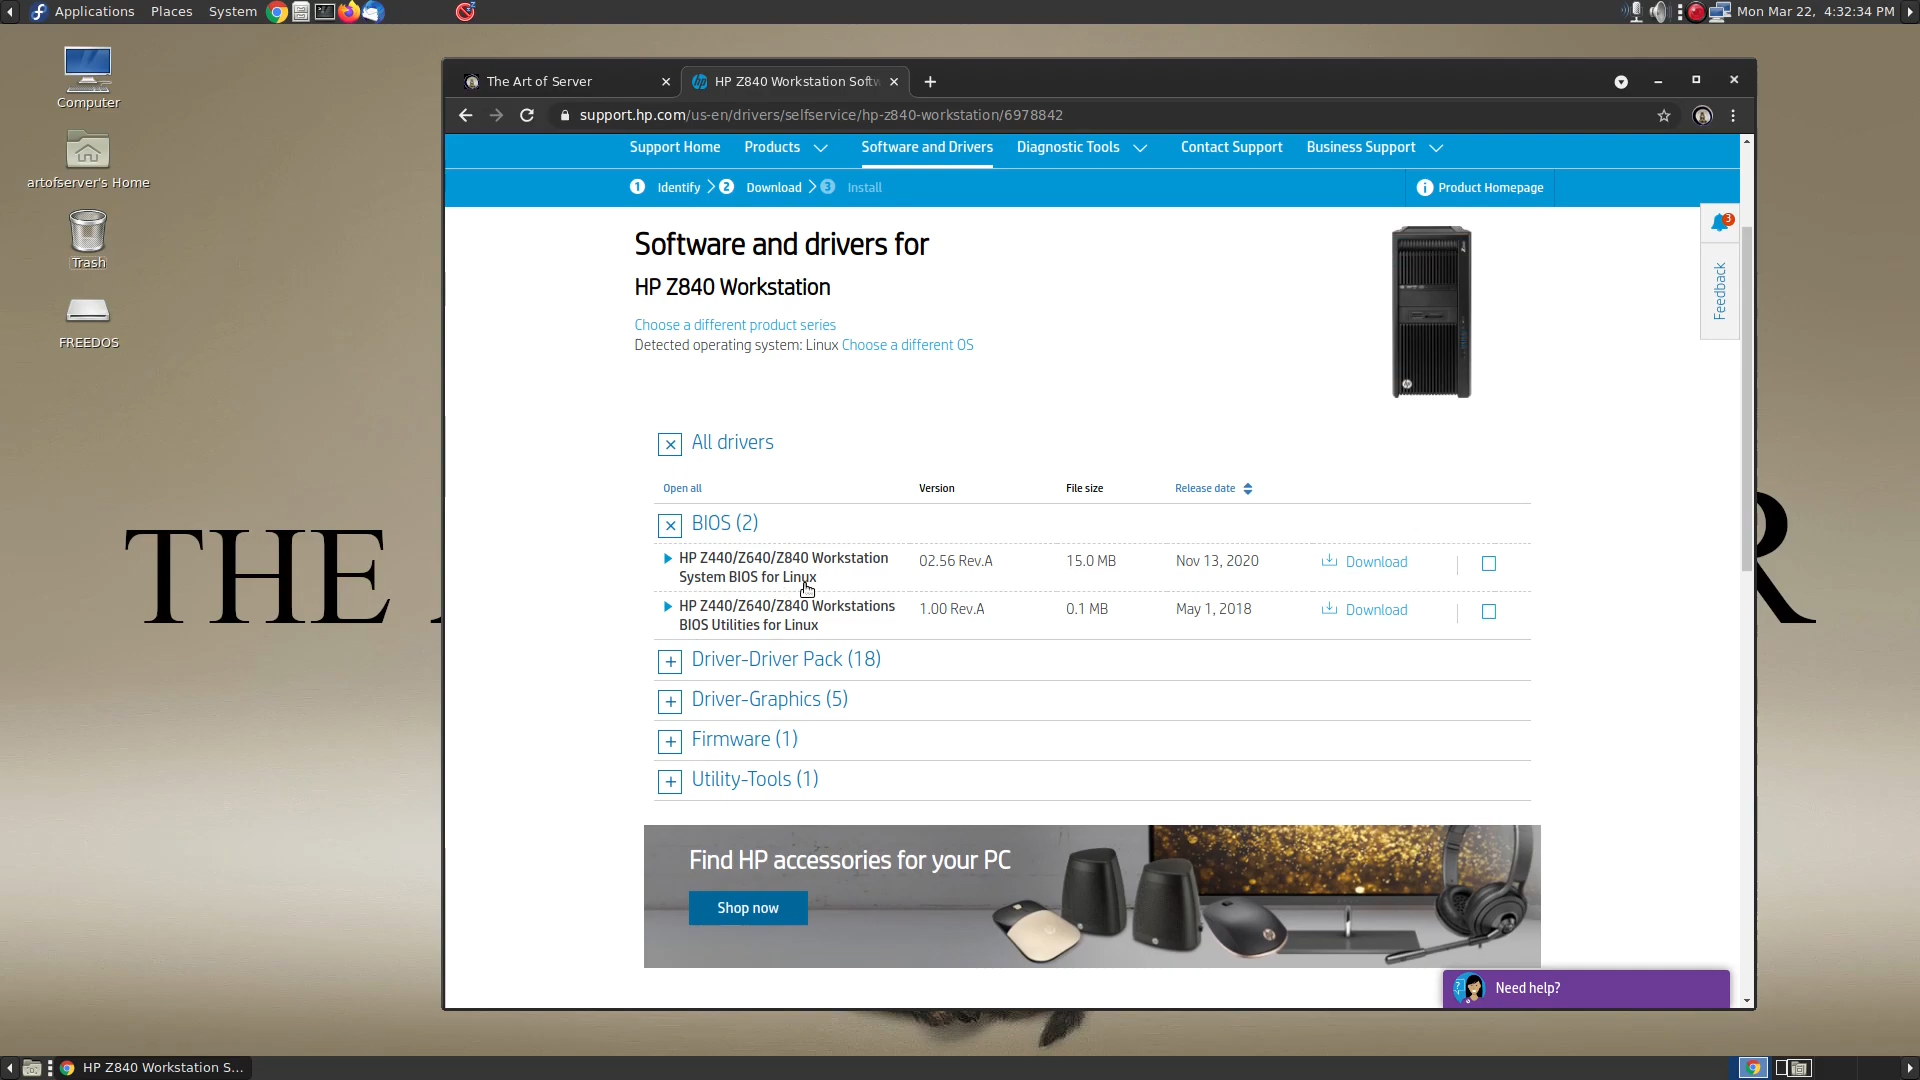 Applications Places System Mon Mar 22, 4:32:34 PM
Computer
artofserver's Home
Trash
FREEDOS
The Art of Server
HP Z840 Workstation Softw
support.hp.com/us-en/drivers/selfservice/hp-z840-workstation/6978842
Support Home Products Software and Drivers Diagnostic Tools Contact Support Business Support
1 Identify 2 Download 3 Install Product Homepage
3
Feedback
Software and drivers for
HP Z840 Workstation
Choose a different product series
Detected operating system: Linux Choose a different OS
All drivers
Open all Version File size Release date
BIOS (2)
HP Z440/Z640/Z840 Workstation
System BIOS for Linux
02.56 Rev.A 15.0 MB Nov 13, 2020 Download
HP Z440/Z640/Z840 Workstations
BIOS Utilities for Linux
1.00 Rev.A 0.1 MB May 1, 2018 Download
Driver-Driver Pack (18)
Driver-Graphics (5)
Firmware (1)
Utility-Tools (1)
Find HP accessories for your PC
Shop now
Need help?
THE
R
HP Z840 Workstation S...